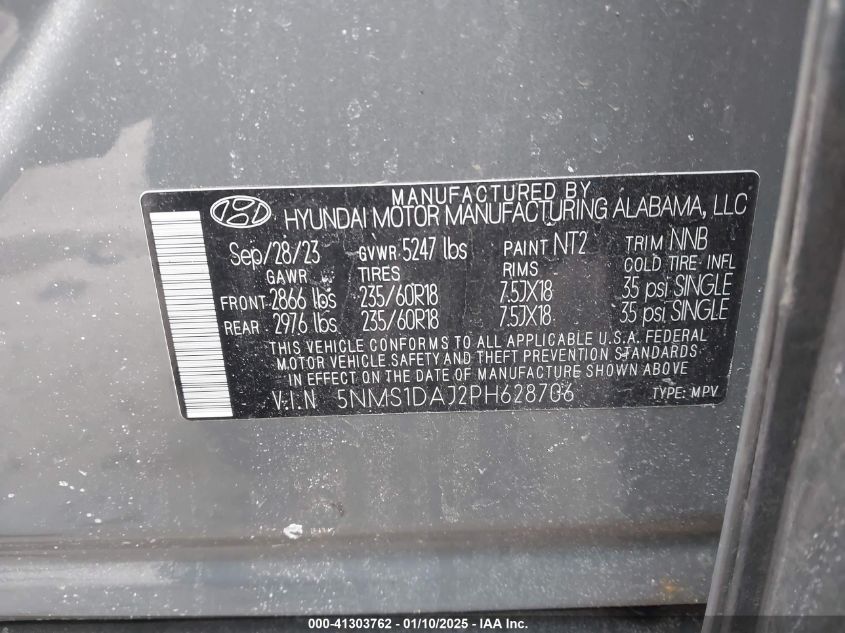 MANUFACTURED BY
HYUNDAI MOTOR MANUFACTURING ALABAMA, LLC
Sep/28/23 GVWR 5247 lbs PAINT NT2 TRIM NNB
GAWR TIRES RIMS COLD TIRE INFL
FRONT 2866 lbs 235/60R18 7.5JX18 35 psi SINGLE
REAR 2976 lbs 235/60R18 7.5JX18 35 psi SINGLE
THIS VEHICLE CONFORMS TO ALL APPLICABLE U.S.A. FEDERAL
MOTOR VEHICLE SAFETY AND THEFT PREVENTION STANDARDS
IN EFFECT ON THE DATE OF MANUFACTURE SHOWN ABOVE
V.I.N 5NMS1DAJ2PH628706 TYPE: MPV
000-41303762 - 01/10/2025 - IAA Inc.